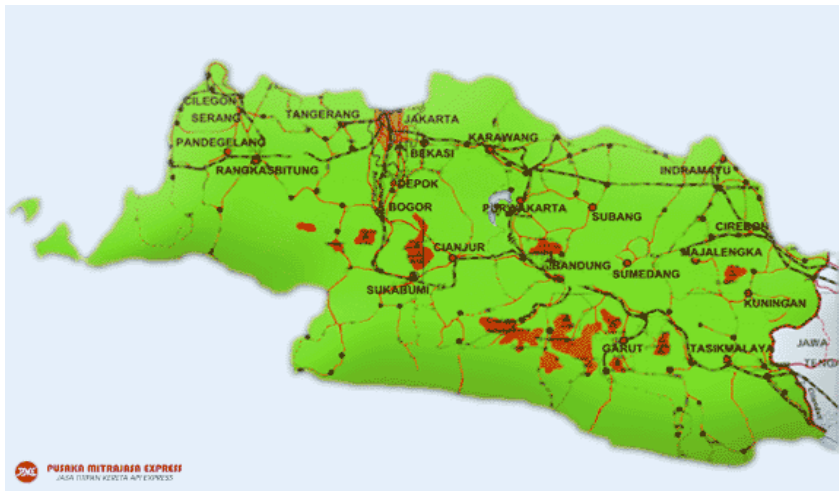 CILEGON
SERANG
TANGERANG
JAKARTA
PANDEGELANG
BEKASI
KARAWANG
RANGKASBITUNG
INDRAMAYU
DEPOK
BOGOR
PURWAKARTA
SUBANG
CIREBON
CIANJUR
MAJALENGKA
BANDUNG
SUMEDANG
SUKABUMI
KUNINGAN
GARUT
TASIKMALAYA
JAWA
TENGA
PUSAKA MITRAJASA EXPRESS
JASA TITIPAN KERETA API EXPRESS